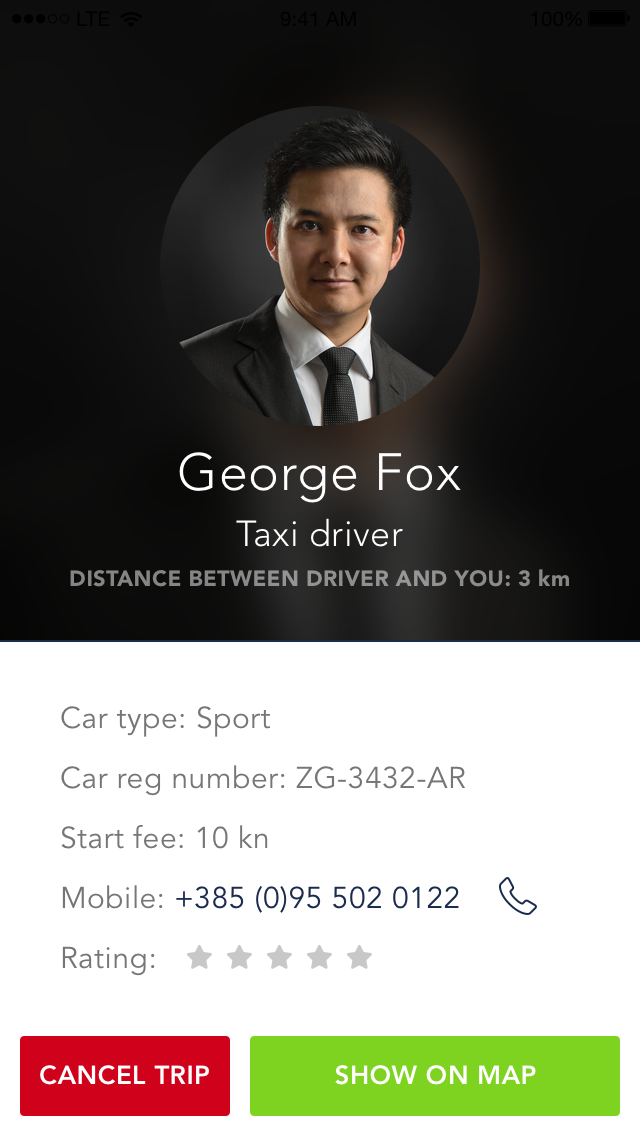 LTE 9:41 AM 100%
George Fox
Taxi driver
DISTANCE BETWEEN DRIVER AND YOU: 3 km
Car type: Sport
Car reg number: ZG-3432-AR
Start fee: 10 kn
Mobile: +385 (0)95 502 0122
Rating:
CANCEL TRIP SHOW ON MAP